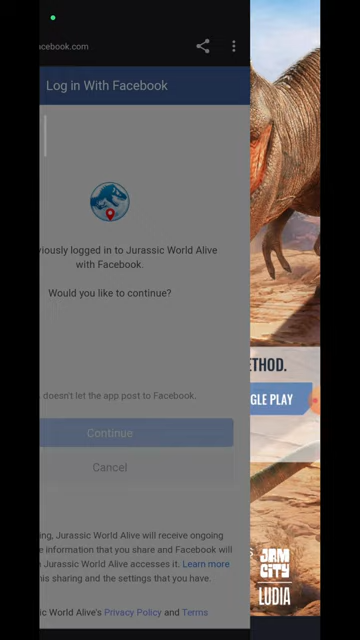 acebook.com
Log in With Facebook
viously logged in to Jurassic World Alive
with Facebook.
Would you like to continue?
ETHOD.
GLE PLAY
doesn't let the app post to Facebook.
Continue
Cancel
ing, Jurassic World Alive will receive ongoing
e information that you share and Facebook will
n Alive accesses it. Learn more
his sharing and the settings that you have.
ic World Alive's Privacy Policy and Terms
JAM
CITY
LUDIA